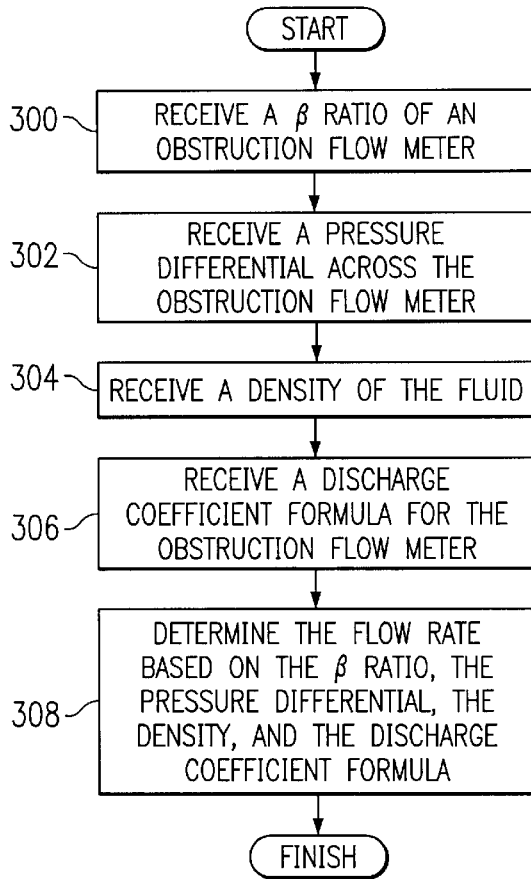 START
300
RECEIVE A β RATIO OF AN
OBSTRUCTION FLOW METER
302
RECEIVE A PRESSURE
DIFFERENTIAL ACROSS THE
OBSTRUCTION FLOW METER
304
RECEIVE A DENSITY OF THE FLUID
306
RECEIVE A DISCHARGE
COEFFICIENT FORMULA FOR THE
OBSTRUCTION FLOW METER
308
DETERMINE THE FLOW RATE
BASED ON THE β RATIO, THE
PRESSURE DIFFERENTIAL, THE
DENSITY, AND THE DISCHARGE
COEFFICIENT FORMULA
FINISH